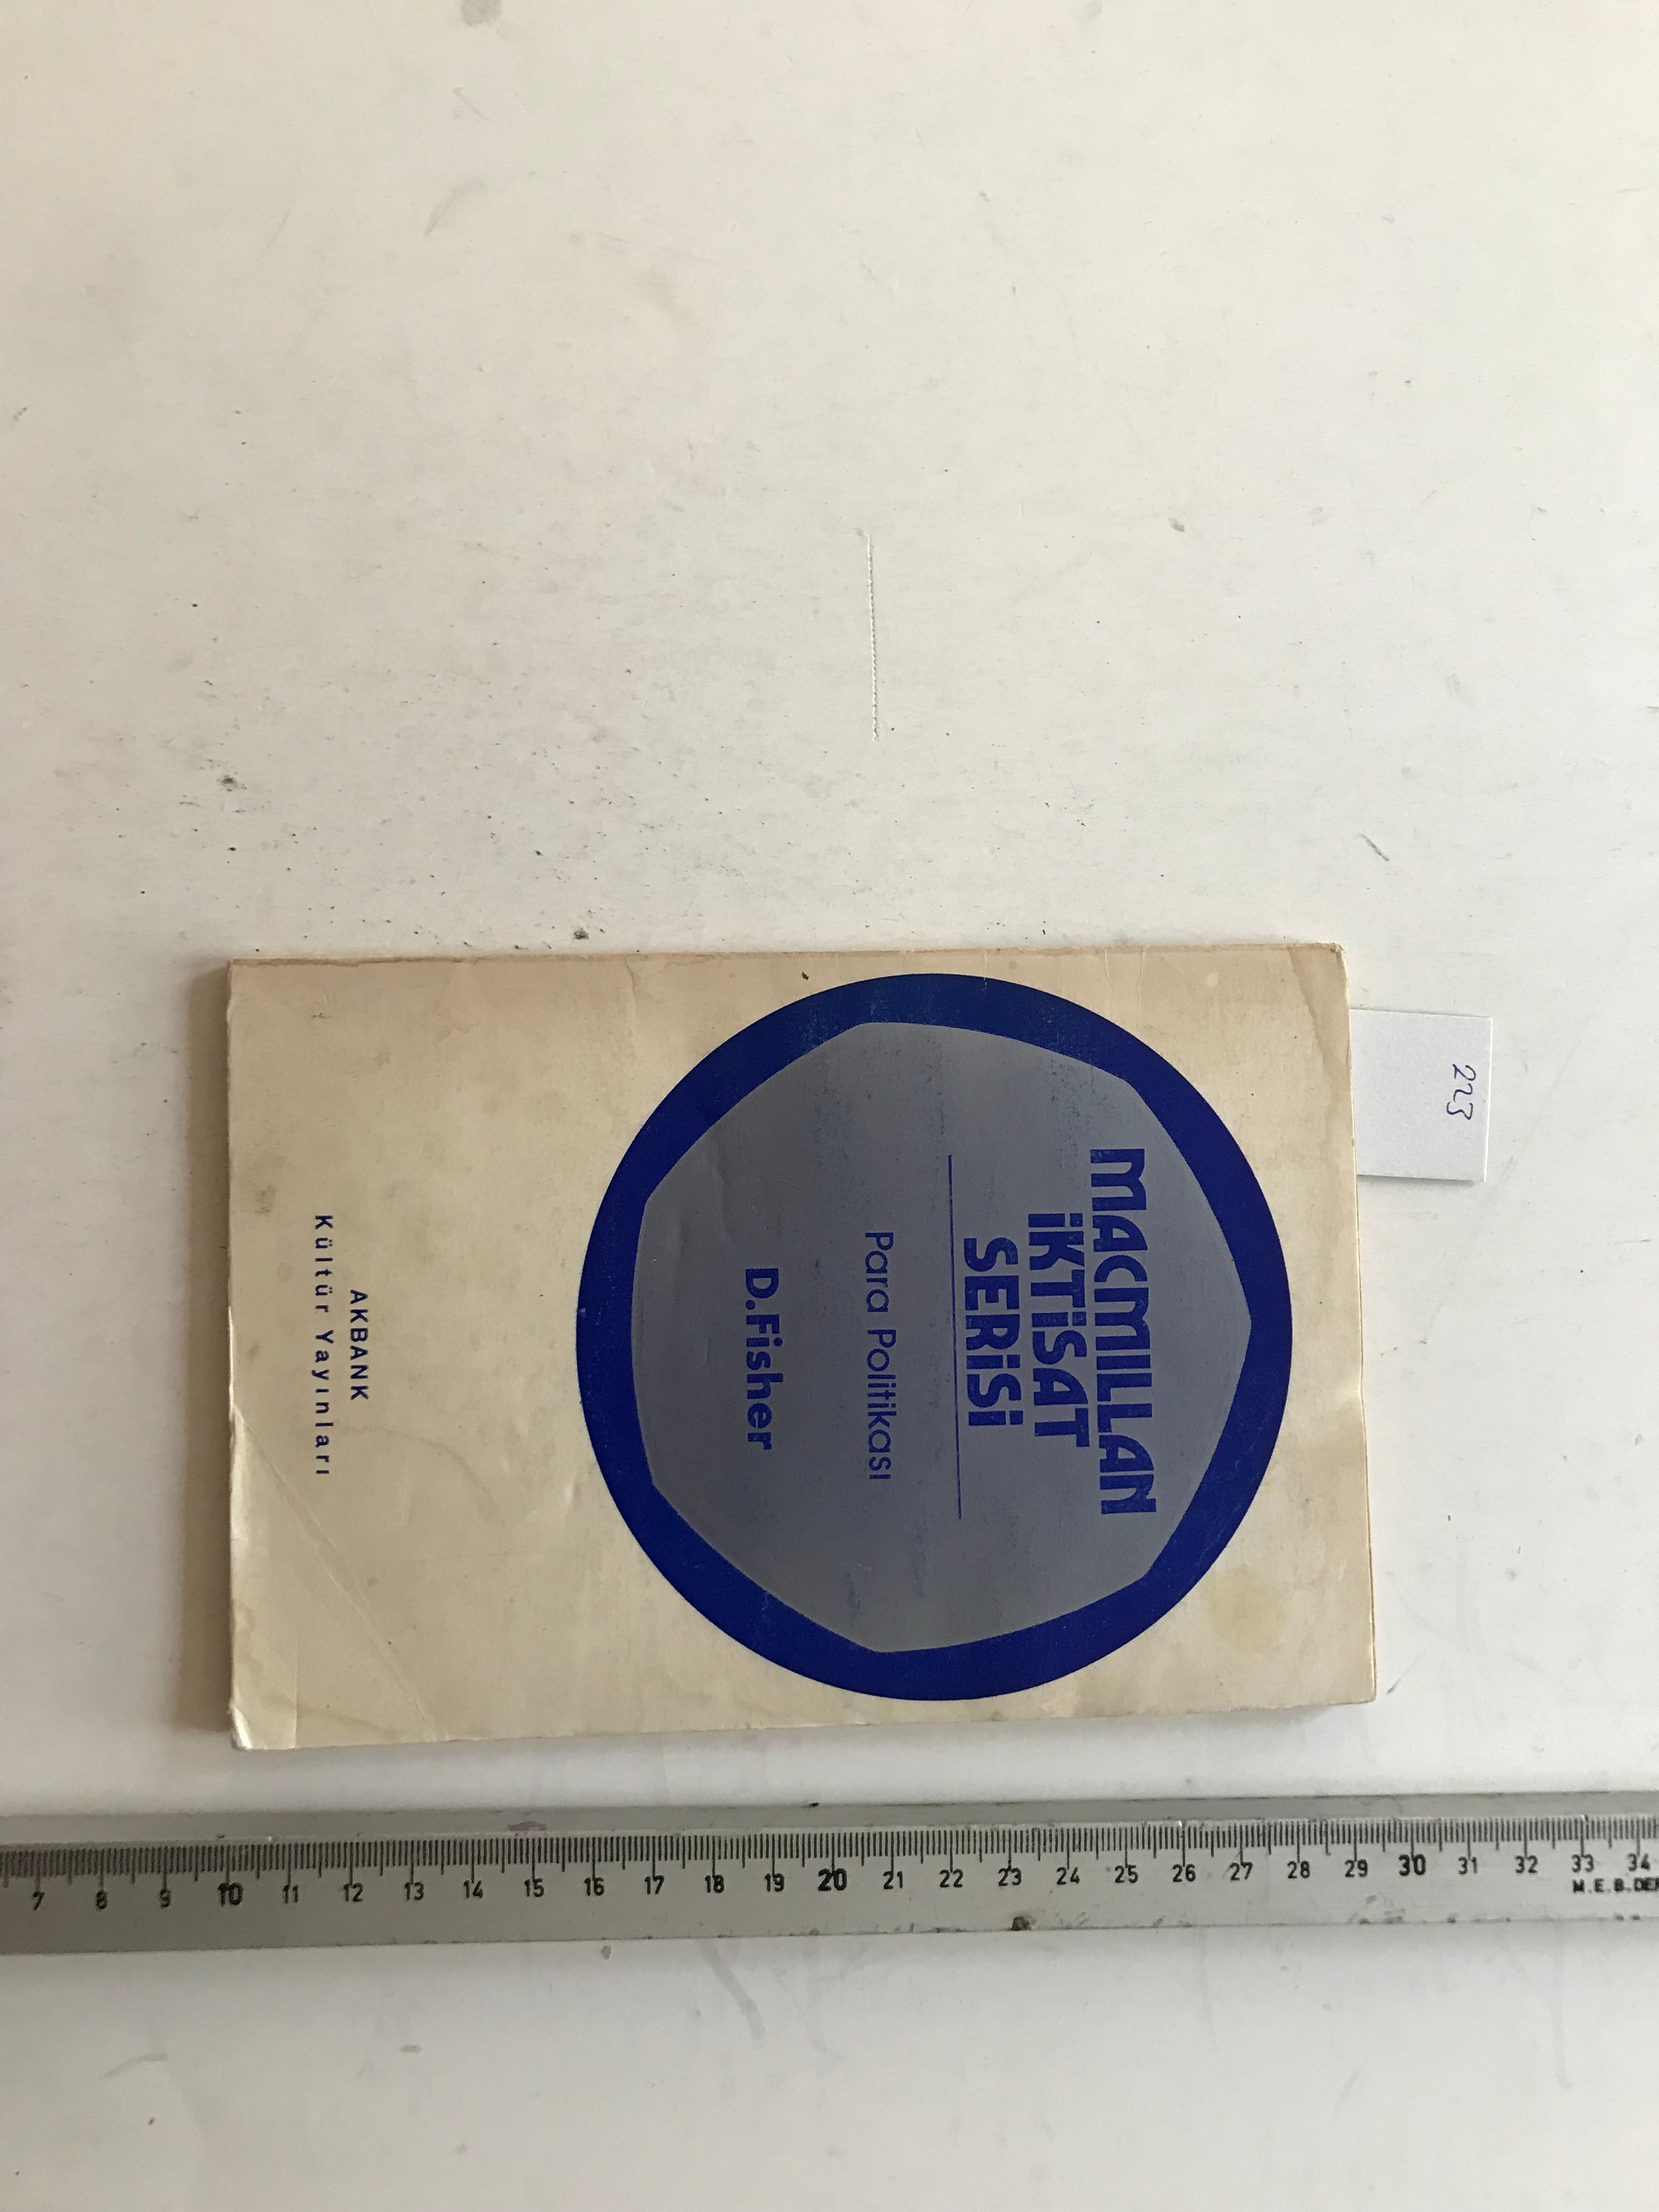 223
MACMILLAN
İKTİSAT
SERİSİ
Para Politikası
D.Fisher
AKBANK
Kültür Yayınları
7 8 9 10 11 12 13 14 15 16 17 18 19 20 21 22 23 24 25 26 27 28 29 30 31 32 33 34
M.E.B.DER